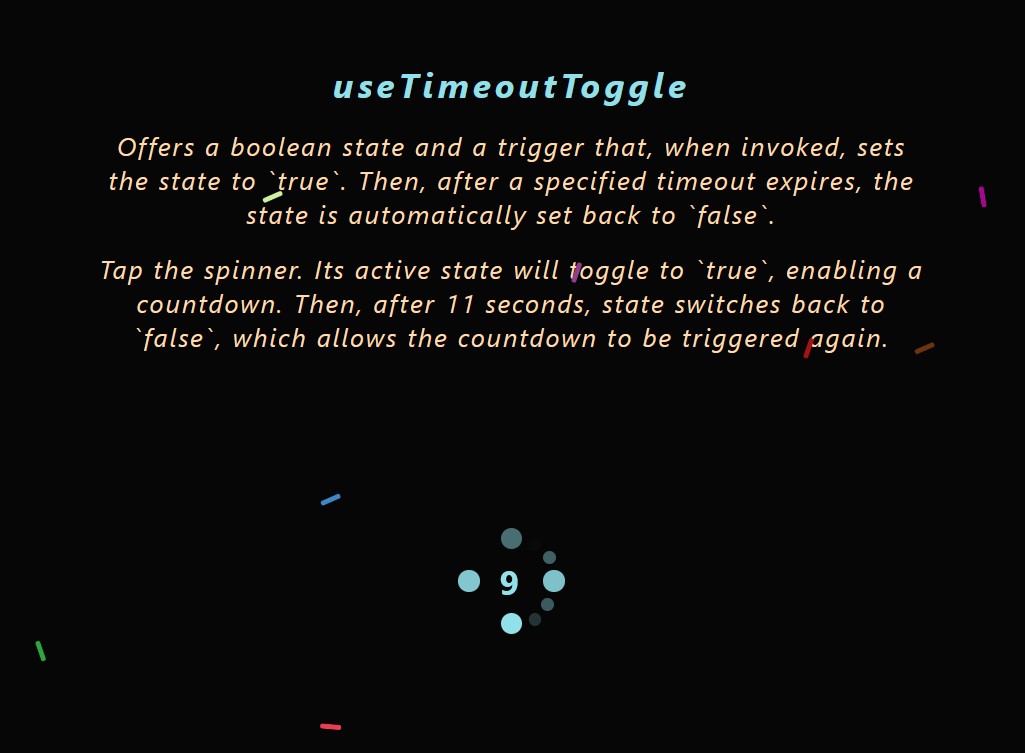 useTimeoutToggle
Offers a boolean state and a trigger that, when invoked, sets
the state to `true`. Then, after a specified timeout expires, the
state is automatically set back to `false`.
Tap the spinner. Its active state will toggle to `true`, enabling a
countdown. Then, after 11 seconds, state switches back to
`false`, which allows the countdown to be triggered again.
9